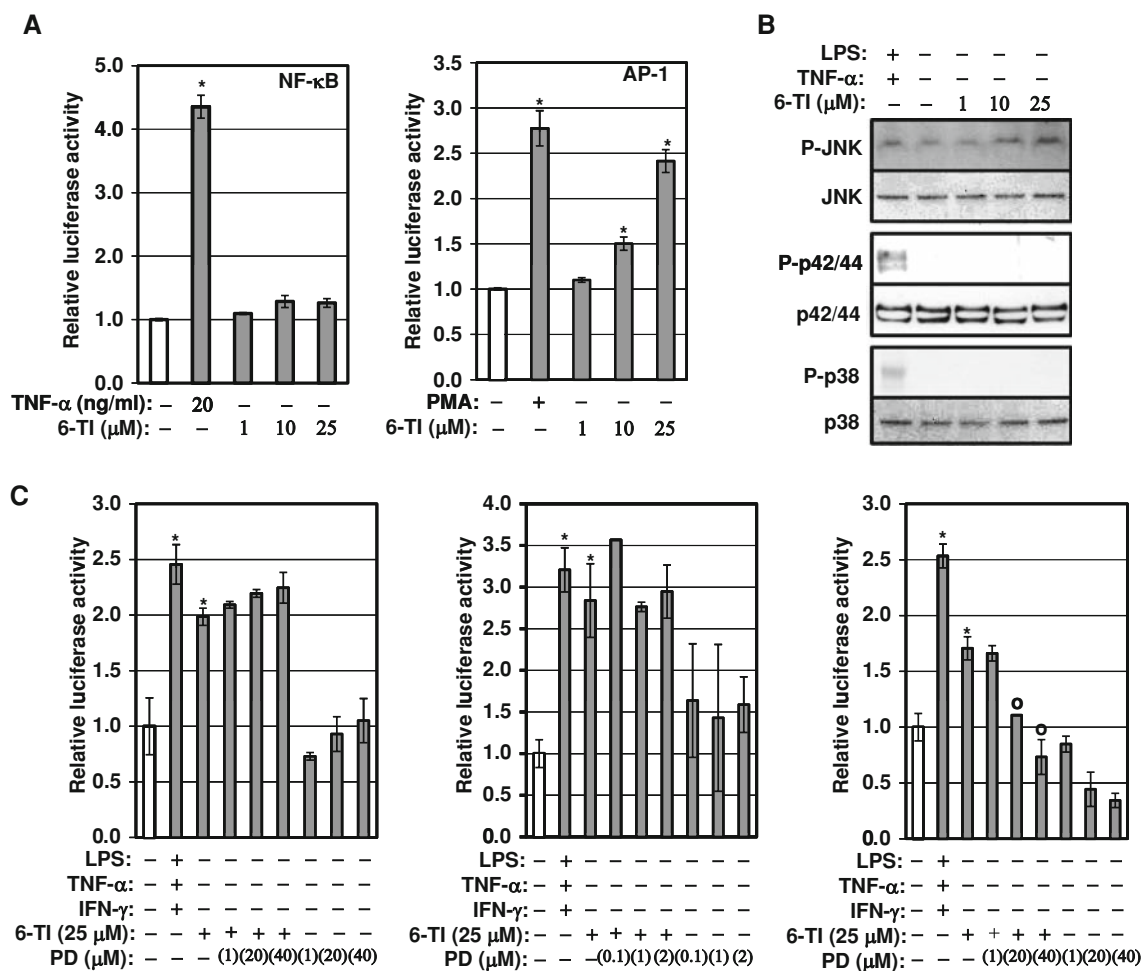 A
Relative luciferase activity
5.0
4.0
3.0
2.0
1.0
0.0
NF-κB
*
TNF-α (ng/ml): – 20 – – –
6-TI (μM): – – 1 10 25
Relative luciferase activity
3.5
3.0
2.5
2.0
1.5
1.0
0.5
0.0
AP-1
* * *
PMA: – + – – –
6-TI (μM): – – 1 10 25
B
LPS: + – – – –
TNF-α: + – – – –
6-TI (μM) – – 1 10 25
P-JNK
JNK
P-p42/44
p42/44
P-p38
p38
C
Relative luciferase activity
3.0
2.5
2.0
1.5
1.0
0.5
0.0
* *
LPS: – + – – – – – – –
TNF-α: – + – – – – – – –
IFN-γ: – + – – – – – – –
6-TI (25 μM): – – + + + + – – –
PD (μM): – – – (1)(20)(40)(1)(20)(40)
Relative luciferase activity
4.0
3.5
3.0
2.5
2.0
1.5
1.0
0.5
0.0
* *
LPS: – + – – – – – – –
TNF-α: – + – – – – – – –
IFN-γ: – + – – – – – – –
6-TI (25 μM): – – + + + + – – –
PD (μM): – – –(0.1)(1)(2)(0.1)(1)(2)
Relative luciferase activity
3.0
2.5
2.0
1.5
1.0
0.5
0.0
* * o o
LPS: – + – – – – – – –
TNF-α: – + – – – – – – –
IFN-γ: – + – – – – – – –
6-TI (25 μM): – – + + + + – – –
PD (μM): – – – (1)(20)(40)(1)(20)(40)